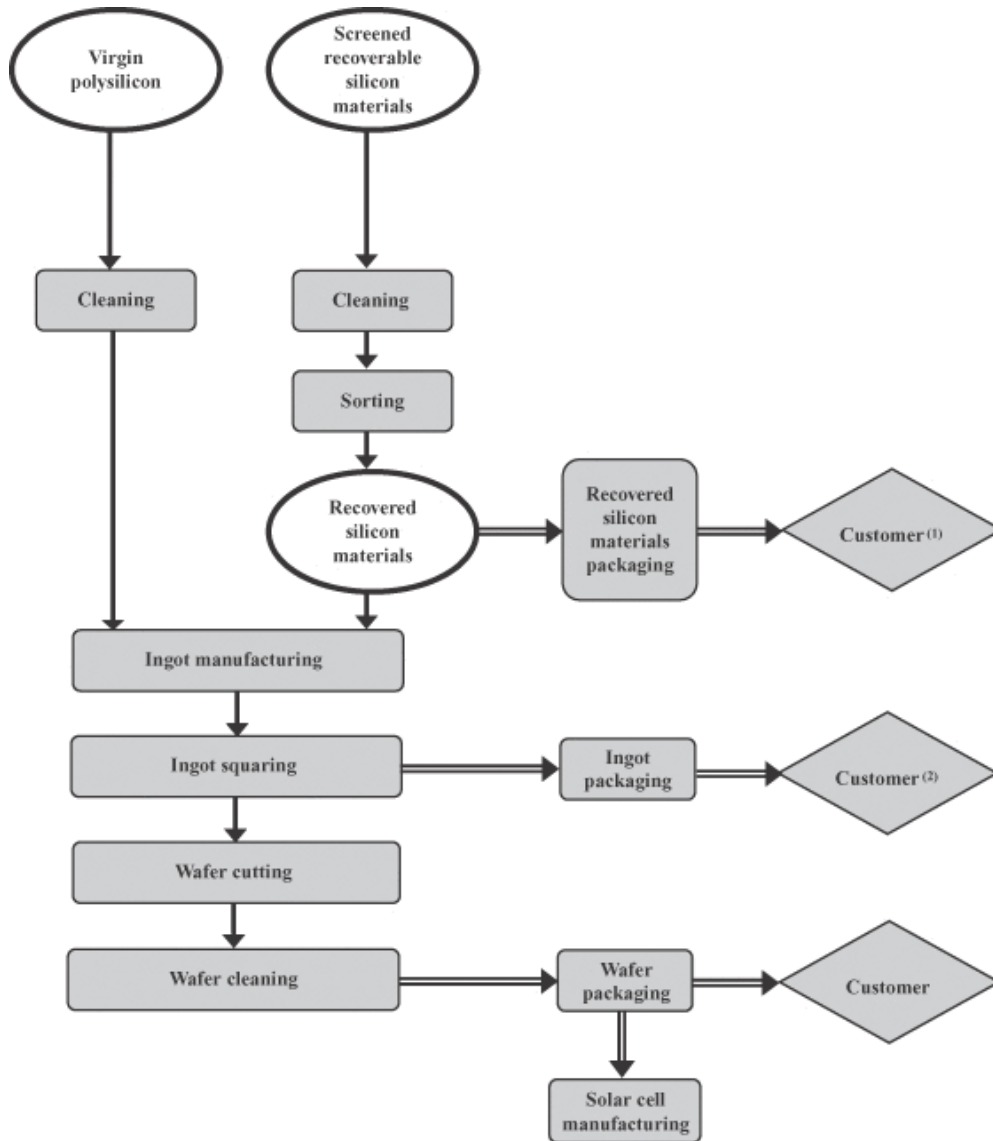 Virgin
polysilicon
Screened
recoverable
silicon
materials
Cleaning
Cleaning
Sorting
Recovered
silicon
materials
Recovered
silicon
materials
packaging
Customer (1)
Ingot manufacturing
Ingot squaring
Ingot
packaging
Customer (2)
Wafer cutting
Wafer cleaning
Wafer
packaging
Customer
Solar cell
manufacturing